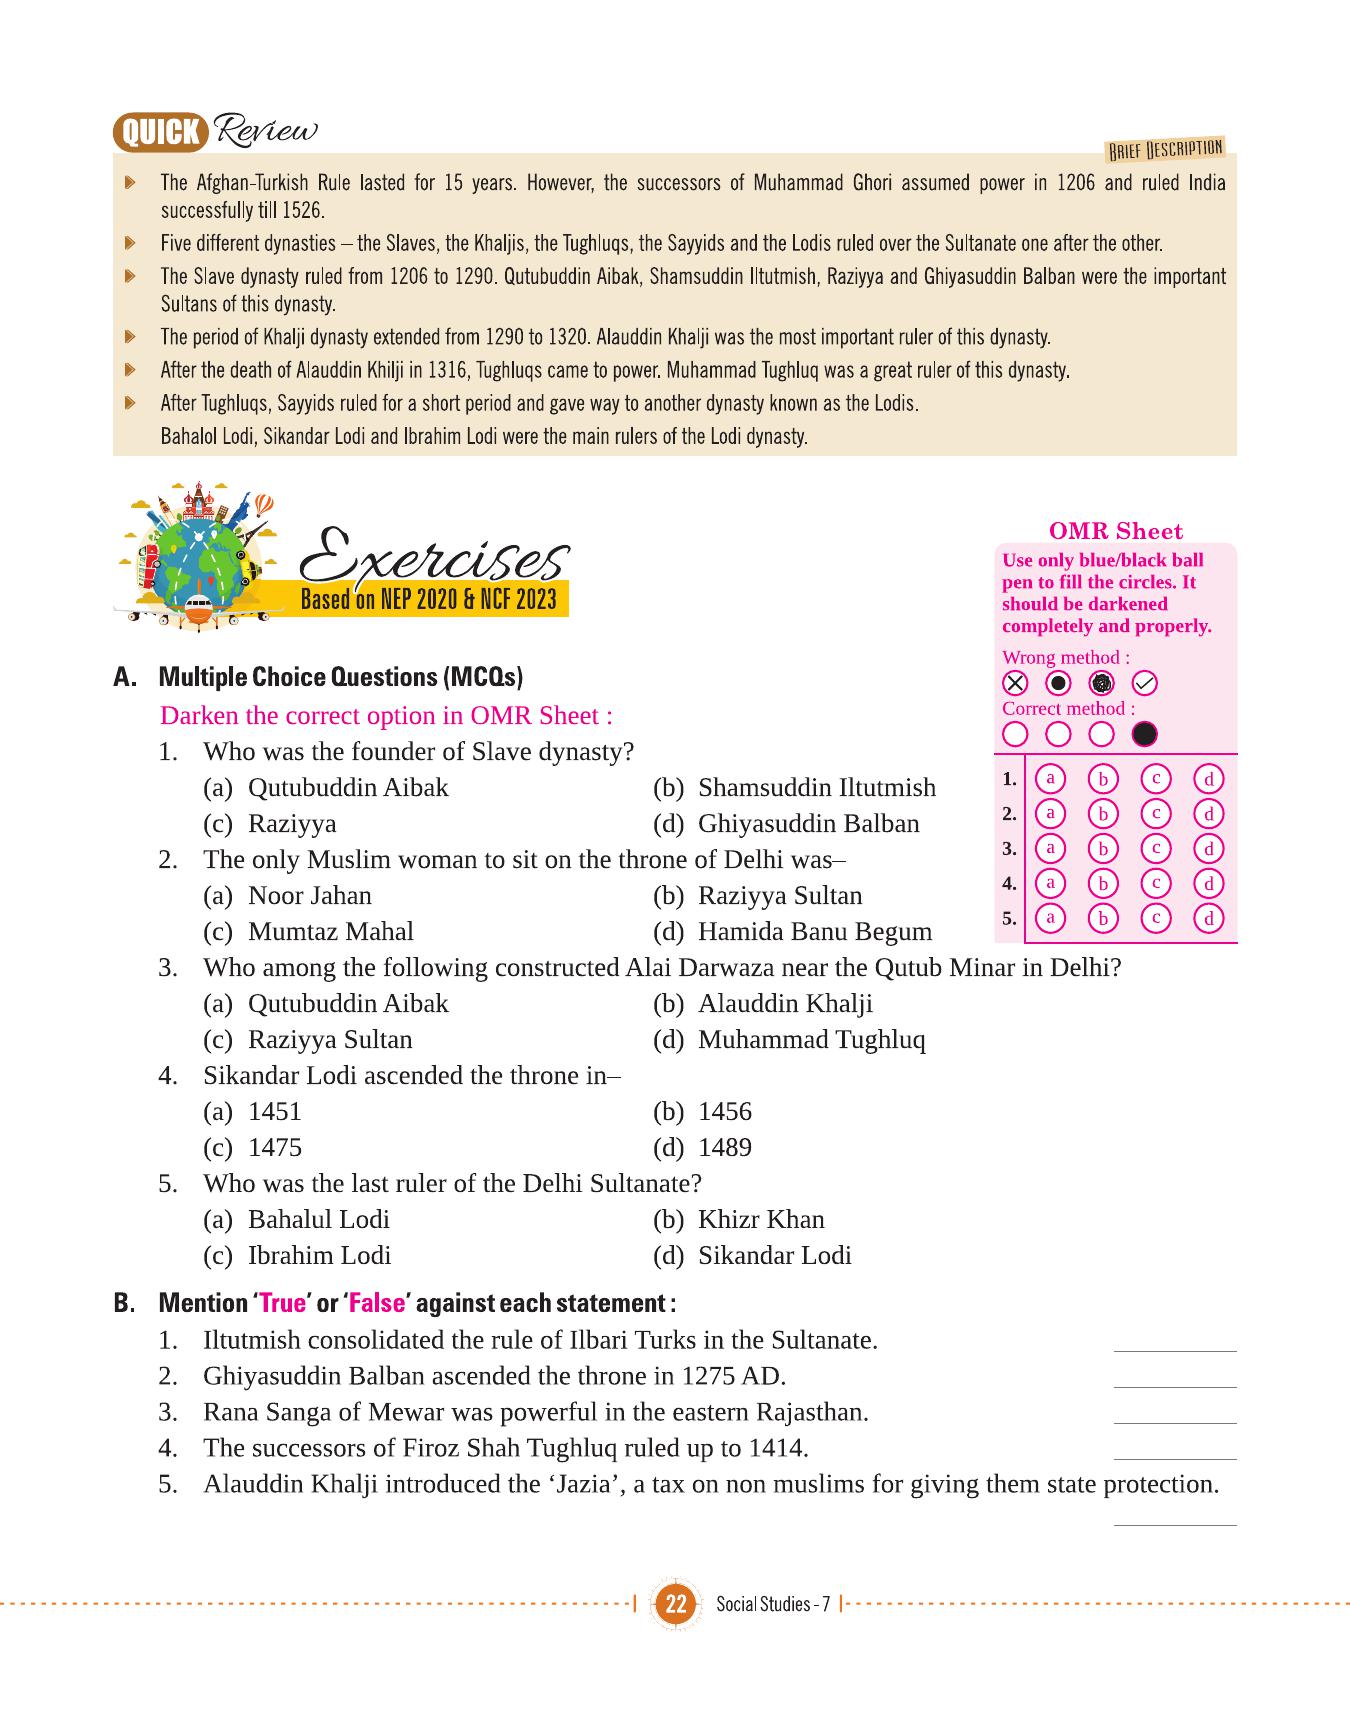 QUICK Review
BRIEF DESCRIPTION
The Afghan-Turkish Rule lasted for 15 years. However, the successors of Muhammad Ghori assumed power in 1206 and ruled India
successfully till 1526.
Five different dynasties – the Slaves, the Khaljis, the Tughluqs, the Sayyids and the Lodis ruled over the Sultanate one after the other.
The Slave dynasty ruled from 1206 to 1290. Qutubuddin Aibak, Shamsuddin Iltutmish, Raziyya and Ghiyasuddin Balban were the important
Sultans of this dynasty.
The period of Khalji dynasty extended from 1290 to 1320. Alauddin Khalji was the most important ruler of this dynasty.
After the death of Alauddin Khilji in 1316, Tughluqs came to power. Muhammad Tughluq was a great ruler of this dynasty.
After Tughluqs, Sayyids ruled for a short period and gave way to another dynasty known as the Lodis.
Bahalol Lodi, Sikandar Lodi and Ibrahim Lodi were the main rulers of the Lodi dynasty.
Exercises
Based on NEP 2020 & NCF 2023
OMR Sheet
Use only blue/black ball
pen to fill the circles. It
should be darkened
completely and properly.
Wrong method :
Correct method :
1. a b c d
2. a b c d
3. a b c d
4. a b c d
5. a b c d
A. Multiple Choice Questions (MCQs)
Darken the correct option in OMR Sheet :
1. Who was the founder of Slave dynasty?
(a) Qutubuddin Aibak (b) Shamsuddin Iltutmish
(c) Raziyya (d) Ghiyasuddin Balban
2. The only Muslim woman to sit on the throne of Delhi was–
(a) Noor Jahan (b) Raziyya Sultan
(c) Mumtaz Mahal (d) Hamida Banu Begum
3. Who among the following constructed Alai Darwaza near the Qutub Minar in Delhi?
(a) Qutubuddin Aibak (b) Alauddin Khalji
(c) Raziyya Sultan (d) Muhammad Tughluq
4. Sikandar Lodi ascended the throne in–
(a) 1451 (b) 1456
(c) 1475 (d) 1489
5. Who was the last ruler of the Delhi Sultanate?
(a) Bahalul Lodi (b) Khizr Khan
(c) Ibrahim Lodi (d) Sikandar Lodi
B. Mention ‘True’ or ‘False’ against each statement :
1. Iltutmish consolidated the rule of Ilbari Turks in the Sultanate.
2. Ghiyasuddin Balban ascended the throne in 1275 AD.
3. Rana Sanga of Mewar was powerful in the eastern Rajasthan.
4. The successors of Firoz Shah Tughluq ruled up to 1414.
5. Alauddin Khalji introduced the ‘Jazia’, a tax on non muslims for giving them state protection.
22 Social Studies - 7